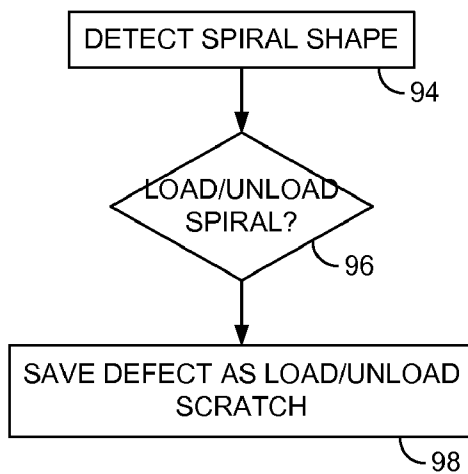 DETECT SPIRAL SHAPE
94
LOAD/UNLOAD
SPIRAL?
96
SAVE DEFECT AS LOAD/UNLOAD
SCRATCH
98